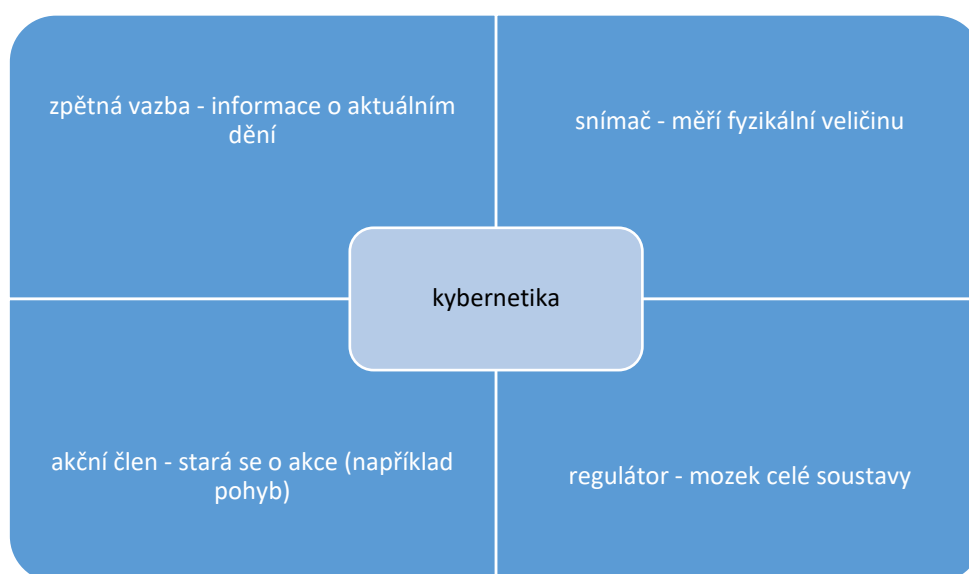 zpětná vazba - informace o aktuálním
dění
snímač - měří fyzikální veličinu
kybernetika
akční člen - stará se o akce (například
pohyb)
regulátor - mozek celé soustavy